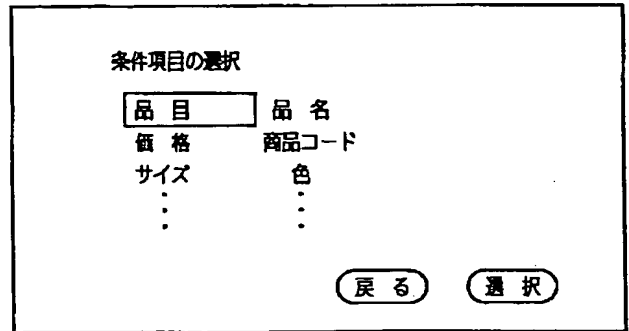 条件項目の選択
品目 品名
価格 商品コード
サイズ 色
戻る 選択